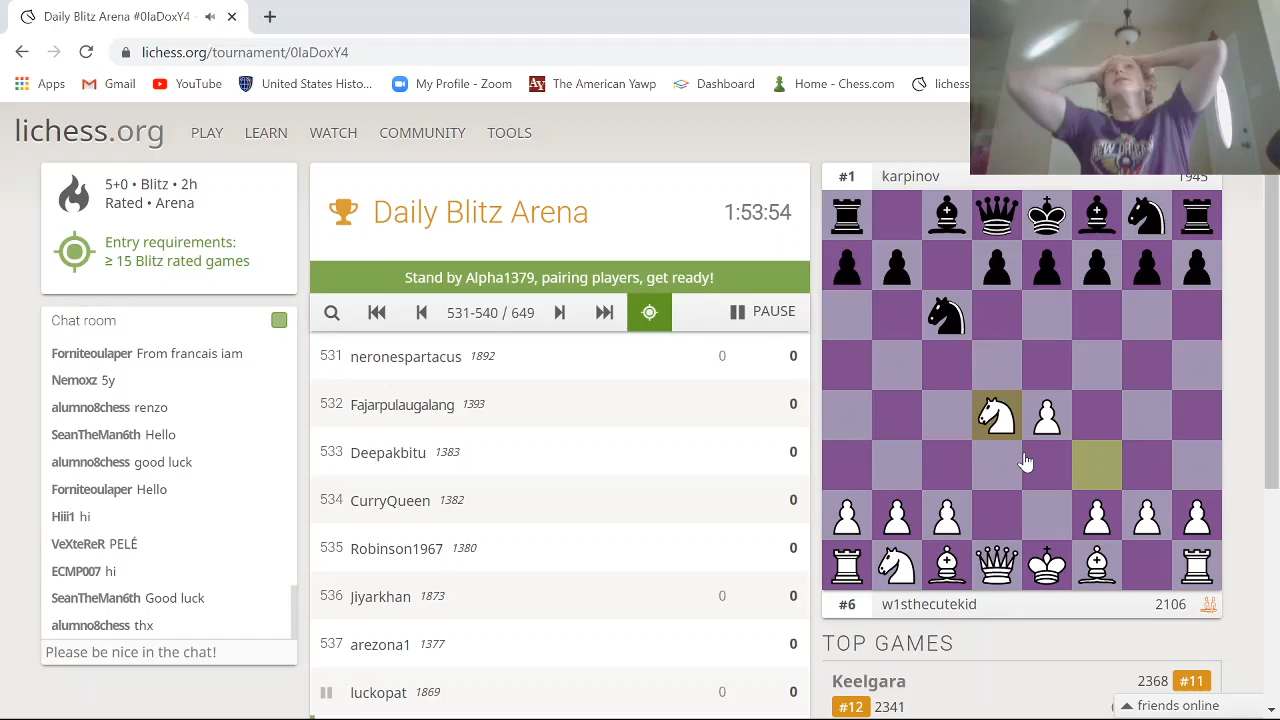 Daily Blitz Arena #0IaDoxY4
lichess.org/tournament/0IaDoxY4
Apps
Gmail
YouTube
United States Histo...
My Profile - Zoom
The American Yawp
Dashboard
Home - Chess.com
lichess
lichess.org
PLAY
LEARN
WATCH
COMMUNITY
TOOLS
5+0 • Blitz • 2h
Rated • Arena
Entry requirements:
≥ 15 Blitz rated games
Chat room
Forniteoulaper From francais iam
Nemoxz 5y
alumno8chess renzo
SeanTheMan6th Hello
alumno8chess good luck
Forniteoulaper Hello
Hiii1 hi
VeXteReR PELÉ
ECMP007 hi
SeanTheMan6th Good luck
alumno8chess thx
Please be nice in the chat!
Daily Blitz Arena
1:53:54
Stand by Alpha1379, pairing players, get ready!
531-540 / 649
PAUSE
531 neronespartacus 1892 0 0
532 Fajarpulaugalang 1393 0
533 Deepakbitu 1383 0
534 CurryQueen 1382 0
535 Robinson1967 1380 0
536 Jiyarkhan 1873 0 0
537 arezona1 1377 0
luckopat 1869 0 0
#1 karpinov 1945
#6 w1sthecutekid 2106
TOP GAMES
Keelgara 2368 #11
#12 2341
friends online